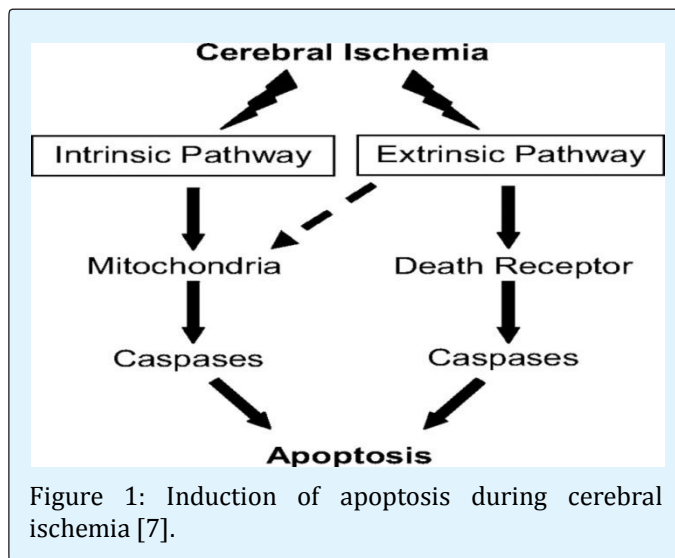 Cerebral Ischemia
Intrinsic Pathway
Extrinsic Pathway
Mitochondria
Death Receptor
Caspases
Caspases
Apoptosis
Figure 1: Induction of apoptosis during cerebral
ischemia [7].